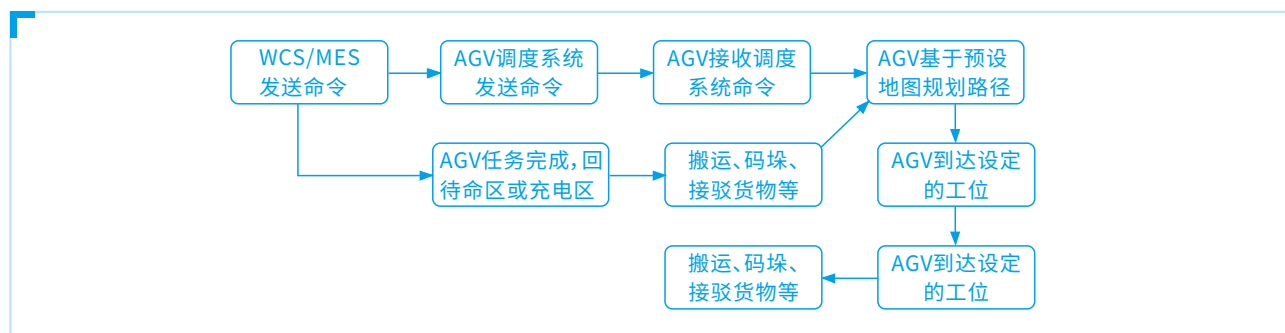 WCS/MES
发送命令
AGV调度系统
发送命令
AGV接收调度
系统命令
AGV基于预设
地图规划路径
AGV任务完成，回
待命区或充电区
搬运、码垛、
接驳货物等
AGV到达设定
的工位
搬运、码垛、
接驳货物等
AGV到达设定
的工位